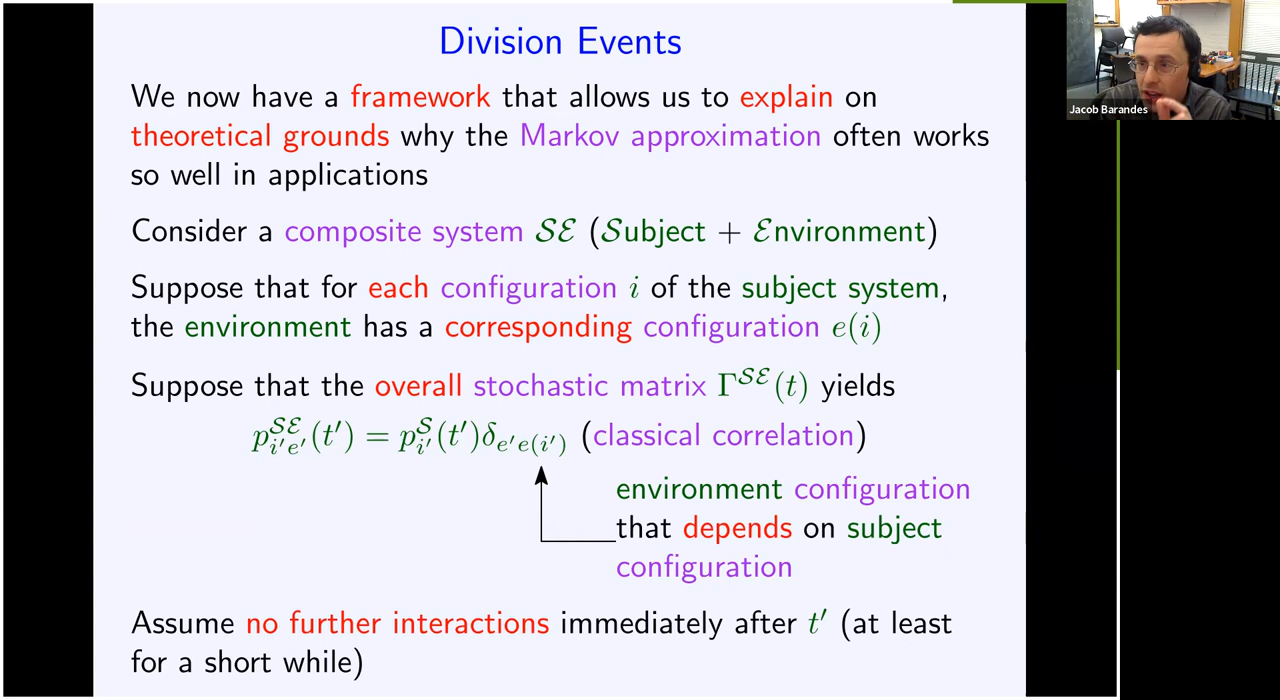 Division Events
We now have a framework that allows us to explain on
theoretical grounds why the Markov approximation often works
so well in applications
Consider a composite system 𝒮ℰ (𝒮ubject + ℰnvironment)
Suppose that for each configuration i of the subject system,
the environment has a corresponding configuration e(i)
Suppose that the overall stochastic matrix Γ^{𝒮ℰ}(t) yields
p^{𝒮ℰ}_{i′e′}(t′) = p^{𝒮}_{i′}(t′)δ_{e′e(i′)} (classical correlation)
environment configuration
that depends on subject
configuration
Assume no further interactions immediately after t′ (at least
for a short while)
Jacob Barandes